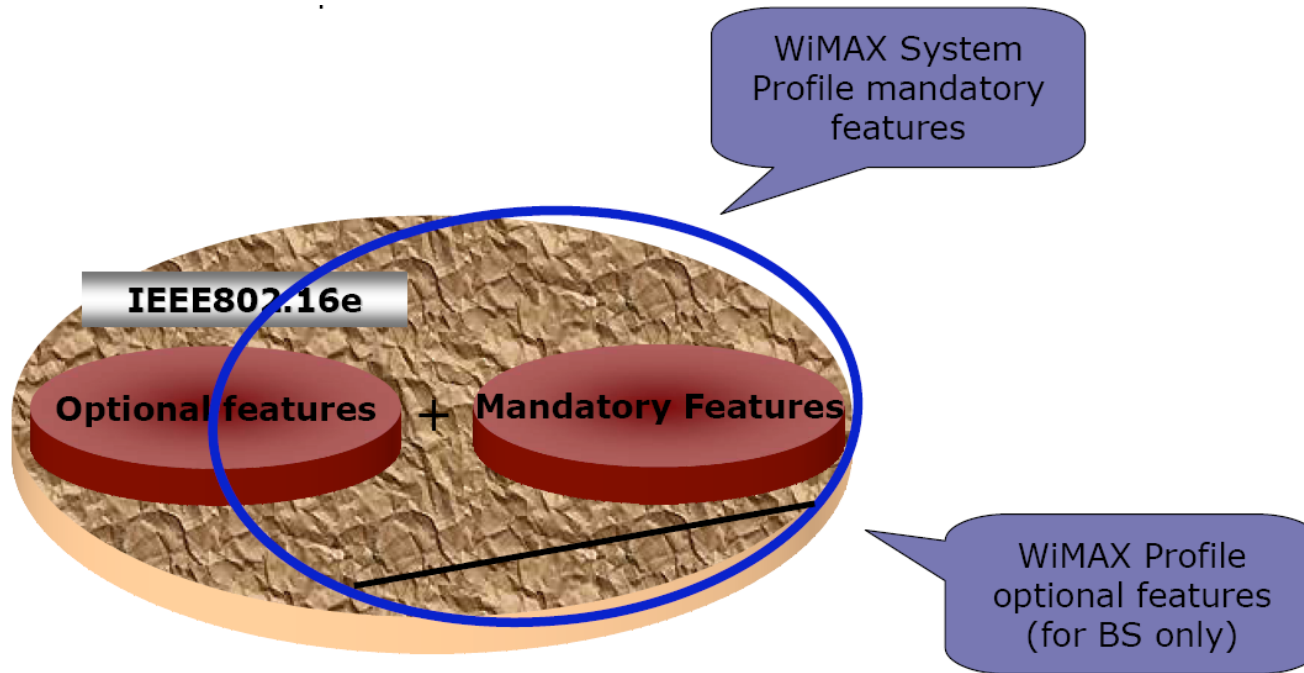 WiMAX System
Profile mandatory
features
IEEE802.16e
Optional features
+
Mandatory Features
WiMAX Profile
optional features
(for BS only)